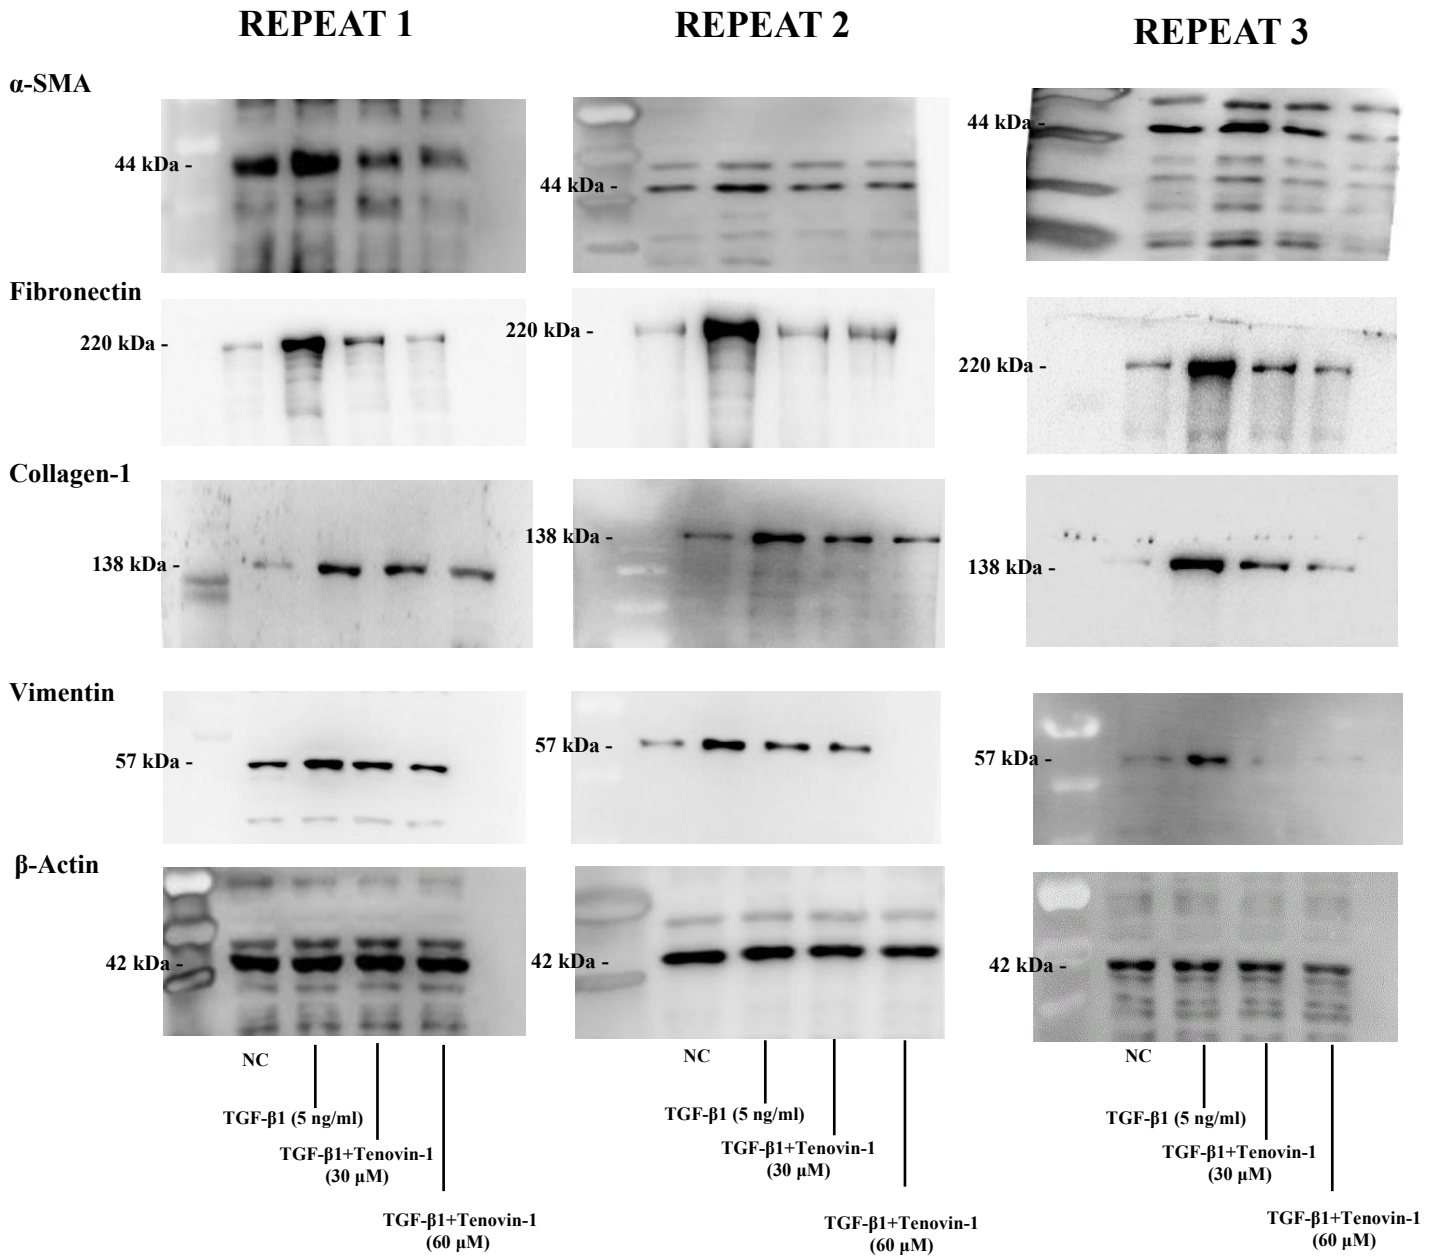 REPEAT 1
REPEAT 2
REPEAT 3
α-SMA
44 kDa -
44 kDa -
44 kDa -
Fibronectin
220 kDa -
220 kDa -
220 kDa -
Collagen-1
138 kDa -
138 kDa -
138 kDa -
Vimentin
57 kDa -
57 kDa -
57 kDa -
β-Actin
42 kDa -
42 kDa -
42 kDa -
NC
TGF-β1 (5 ng/ml)
TGF-β1+Tenovin-1
(30 μM)
TGF-β1+Tenovin-1
(60 μM)
NC
TGF-β1 (5 ng/ml)
TGF-β1+Tenovin-1
(30 μM)
TGF-β1+Tenovin-1
(60 μM)
NC
TGF-β1 (5 ng/ml)
TGF-β1+Tenovin-1
(30 μM)
TGF-β1+Tenovin-1
(60 μM)